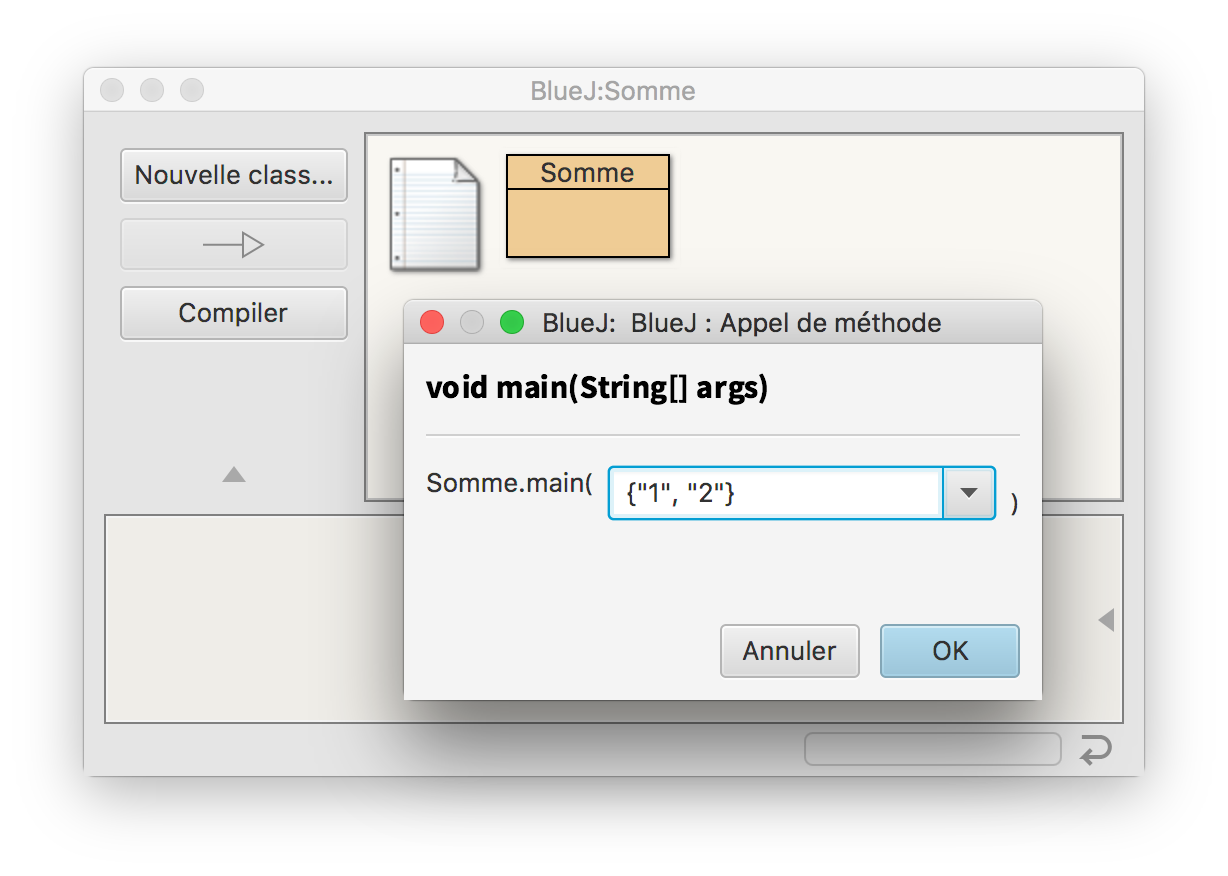 BlueJ:Somme
Nouvelle class...
Somme
Compiler
BlueJ:  BlueJ : Appel de méthode
void main(String[] args)
Somme.main( {"1", "2"} )
Annuler
OK